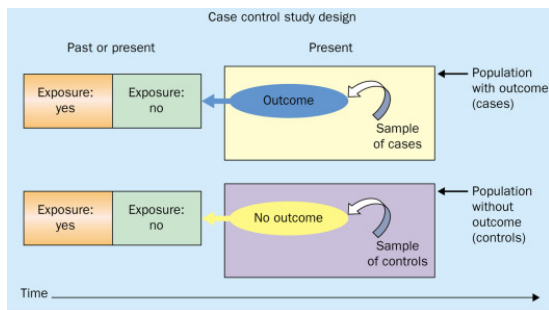 Case control study design
Past or present
Present
Exposure:
yes
Exposure:
no
Outcome
Sample
of cases
Population
with outcome
(cases)
Exposure:
yes
Exposure:
no
No outcome
Sample
of controls
Population
without
outcome
(controls)
Time